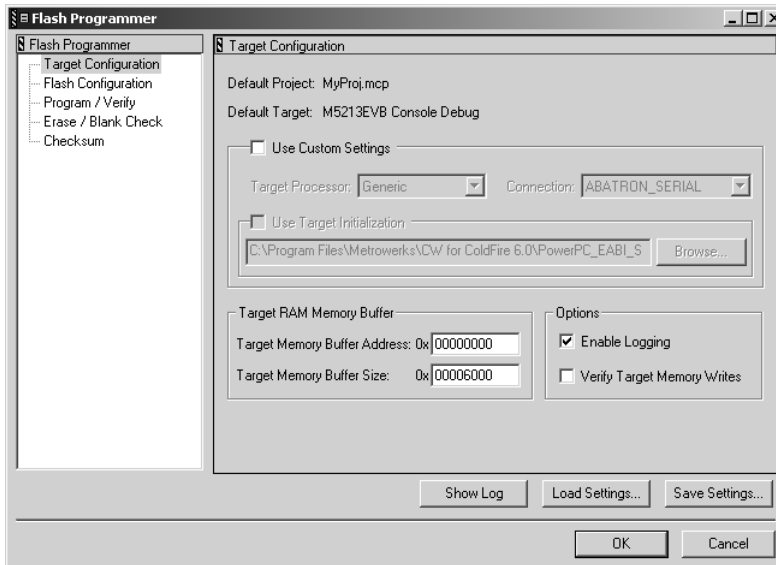 Flash Programmer
Flash Programmer
Target Configuration
Flash Configuration
Program / Verify
Erase / Blank Check
Checksum
Target Configuration
Default Project: MyProj.mcp
Default Target: M5213EVB Console Debug
Use Custom Settings
Target Processor: Generic Connection: ABATRON_SERIAL
Use Target Initialization
C:\Program Files\Metrowerks\CW for ColdFire 6.0\PowerPC_EABI_S Browse...
Target RAM Memory Buffer
Target Memory Buffer Address: 0x 00000000
Target Memory Buffer Size: 0x 00006000
Options
Enable Logging
Verify Target Memory Writes
Show Log Load Settings... Save Settings...
OK Cancel